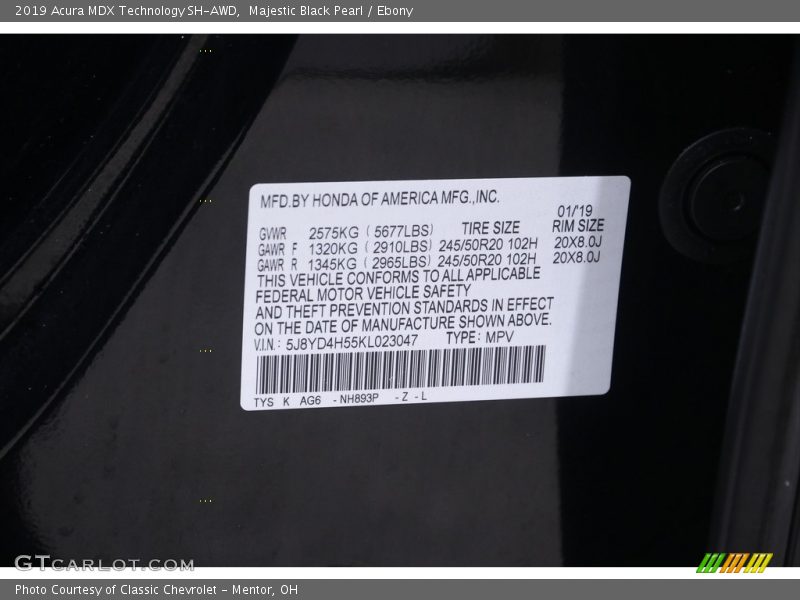 2019 Acura MDX Technology SH-AWD,  Majestic Black Pearl / Ebony
MFD.BY HONDA OF AMERICA MFG.,INC.
01/'19
GVWR 2575KG ( 5677LBS) TIRE SIZE RIM SIZE
GAWR F 1320KG ( 2910LBS) 245/50R20 102H 20X8.0J
GAWR R 1345KG ( 2965LBS) 245/50R20 102H 20X8.0J
THIS VEHICLE CONFORMS TO ALL APPLICABLE
FEDERAL MOTOR VEHICLE SAFETY
AND THEFT PREVENTION STANDARDS IN EFFECT
ON THE DATE OF MANUFACTURE SHOWN ABOVE.
V.I.N.: 5J8YD4H55KL023047 TYPE: MPV
TYS K AG6 -NH893P -Z -L
GTCARLOT.COM
Photo Courtesy of Classic Chevrolet - Mentor, OH